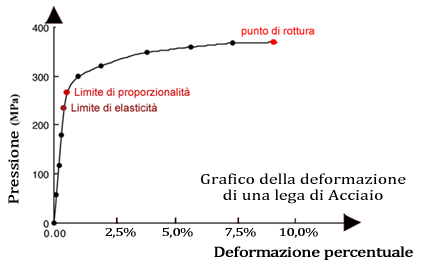 400
punto di rottura
300
Limite di proporzionalità
Limite di elasticità
200
100
Grafico della deformazione
di una lega di Acciaio
0
0.00
2,5%
5,0%
7,5%
10,0%
Pressione (MPa)
Deformazione percentuale